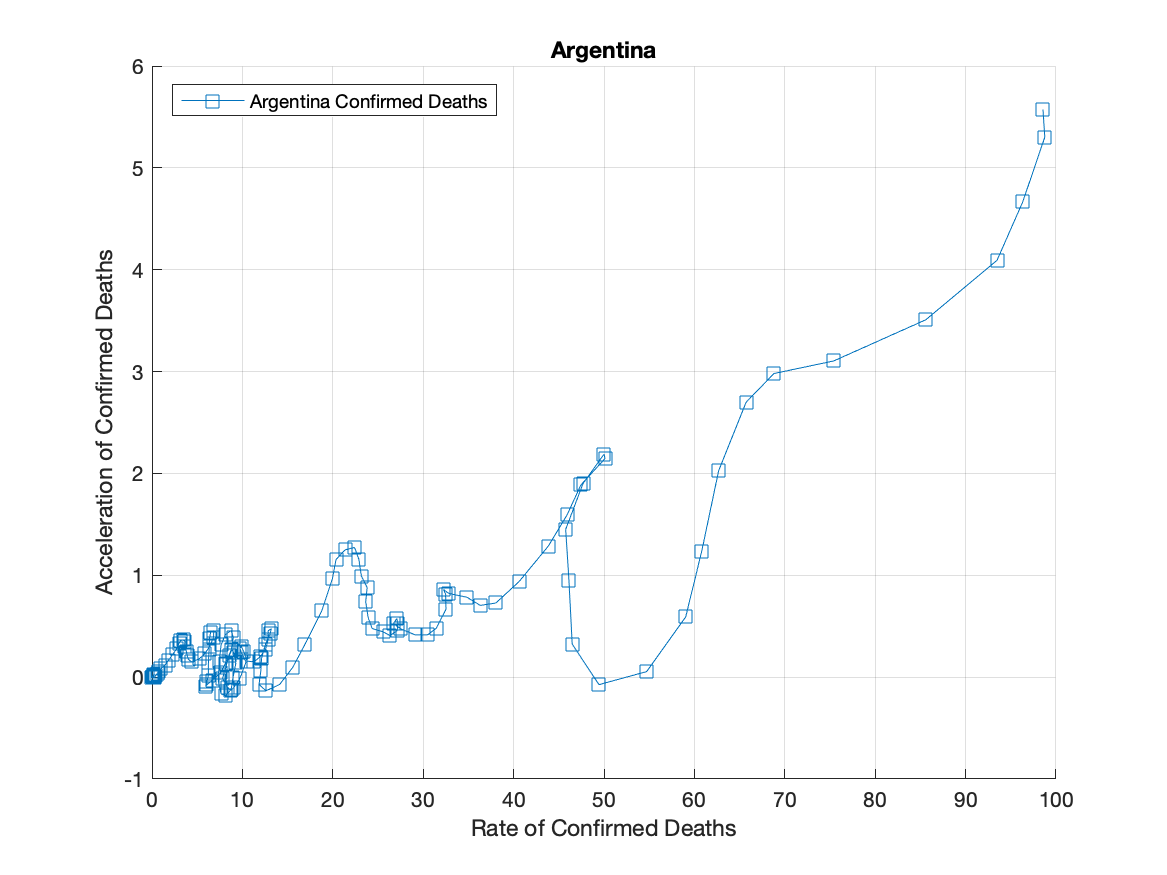 Argentina
Argentina Confirmed Deaths
6
5
4
3
2
1
0
-1
Acceleration of Confirmed Deaths
0 10 20 30 40 50 60 70 80 90 100
Rate of Confirmed Deaths